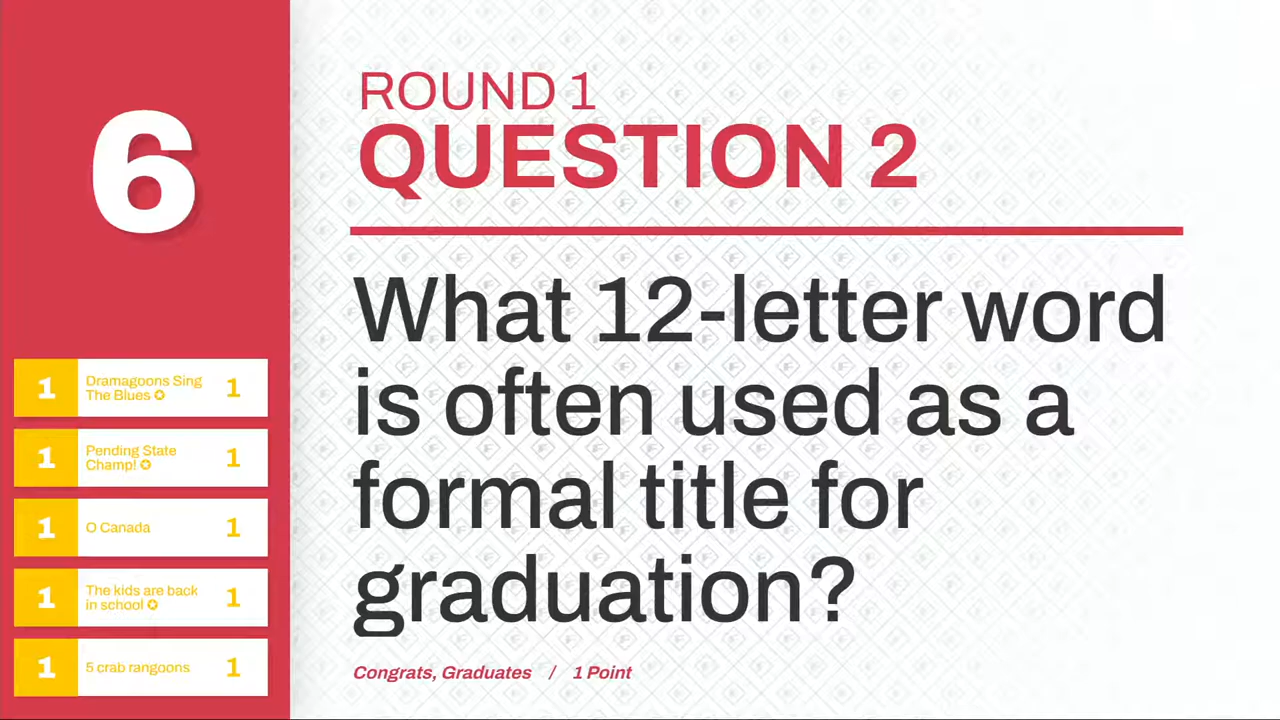 6
1
Dramagoons Sing
The Blues ✪
1
1
Pending State
Champ! ✪
1
1
O Canada
1
1
The kids are back
in school ✪
1
1
5 crab rangoons
1
ROUND 1
QUESTION 2
What 12-letter word
is often used as a
formal title for
graduation?
Congrats, Graduates / 1 Point